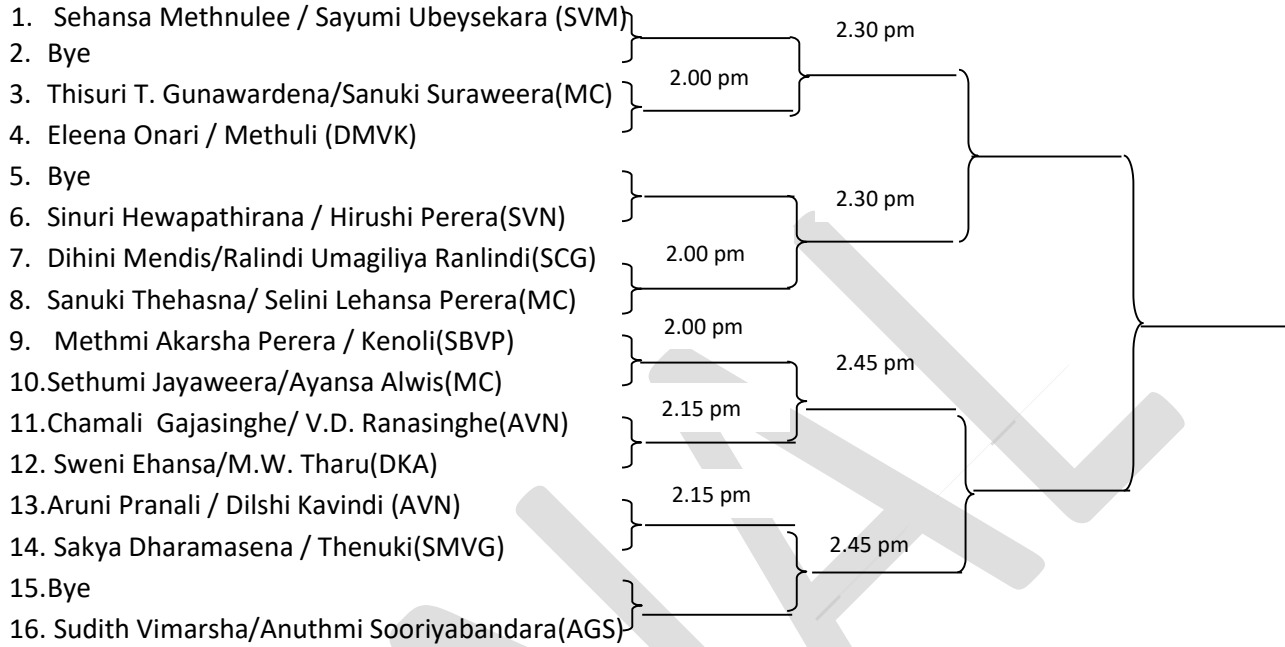 1. Sehansa Methnulee / Sayumi Ubeysekara (SVM)
2.30 pm
2. Bye
2.00 pm
3. Thisuri T. Gunawardena/Sanuki Suraweera(MC)
4. Eleena Onari / Methuli (DMVK)
5. Bye
2.30 pm
6. Sinuri Hewapathirana / Hirushi Perera(SVN)
7. Dihini Mendis/Ralindi Umagiliya Ranlindi(SCG)
2.00 pm
8. Sanuki Thehasna/ Selini Lehansa Perera(MC)
2.00 pm
9. Methmi Akarsha Perera / Kenoli(SBVP)
2.45 pm
10.Sethumi Jayaweera/Ayansa Alwis(MC)
2.15 pm
11.Chamali Gajasinghe/ V.D. Ranasinghe(AVN)
12. Sweni Ehansa/M.W. Tharu(DKA)
2.15 pm
13.Aruni Pranali / Dilshi Kavindi (AVN)
14. Sakya Dharamasena / Thenuki(SMVG)
2.45 pm
15.Bye
16. Sudith Vimarsha/Anuthmi Sooriyabandara(AGS)